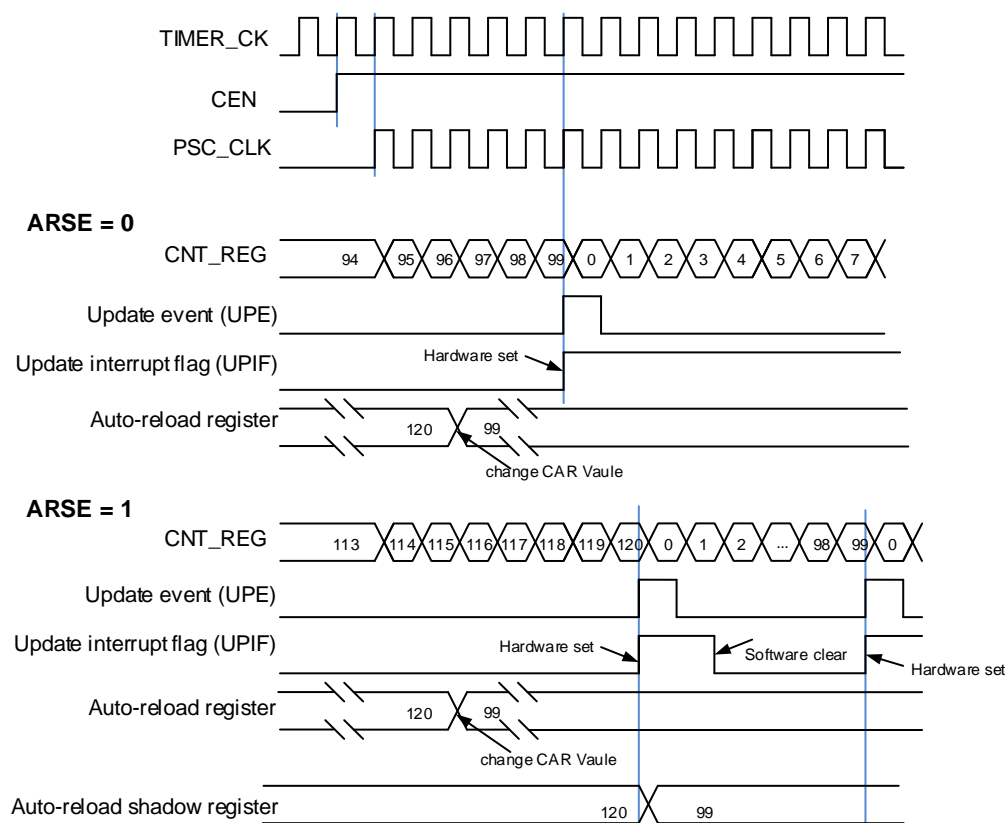 TIMER_CK
CEN
PSC_CLK
ARSE = 0
CNT_REG 94 95 96 97 98 99 0 1 2 3 4 5 6 7
Update event (UPE)
Update interrupt flag (UPIF) Hardware set
Auto-reload register 120 99
change CAR Vaule
ARSE = 1
CNT_REG 113 114 115 116 117 118 119 120 0 1 2 ... 98 99 0
Update event (UPE)
Update interrupt flag (UPIF) Hardware set Software clear Hardware set
Auto-reload register 120 99
change CAR Vaule
Auto-reload shadow register 120 99